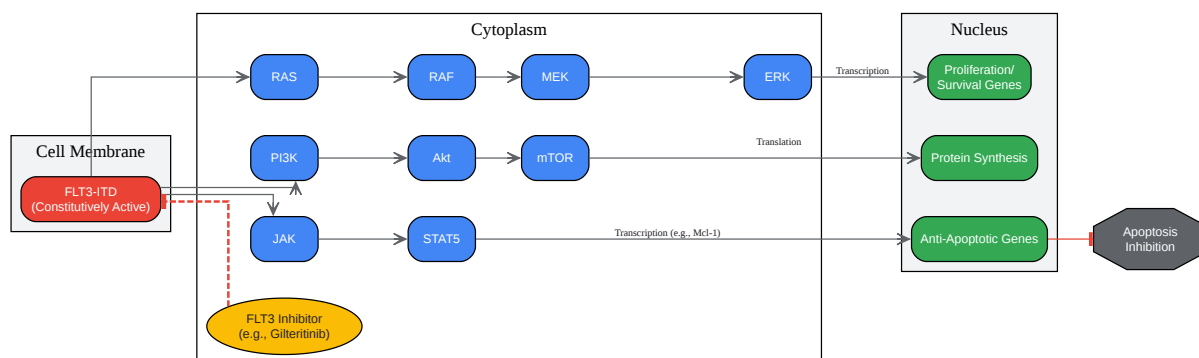 Cytoplasm
Nucleus
RAS
RAF
MEK
ERK
Transcription
Proliferation/
Survival Genes
Cell Membrane
FLT3-ITD
(Constitutively Active)
PI3K
Akt
mTOR
Translation
Protein Synthesis
JAK
STAT5
Transcription (e.g., Mcl-1)
Anti-Apoptotic Genes
Apoptosis
Inhibition
FLT3 Inhibitor
(e.g., Gilteritinib)